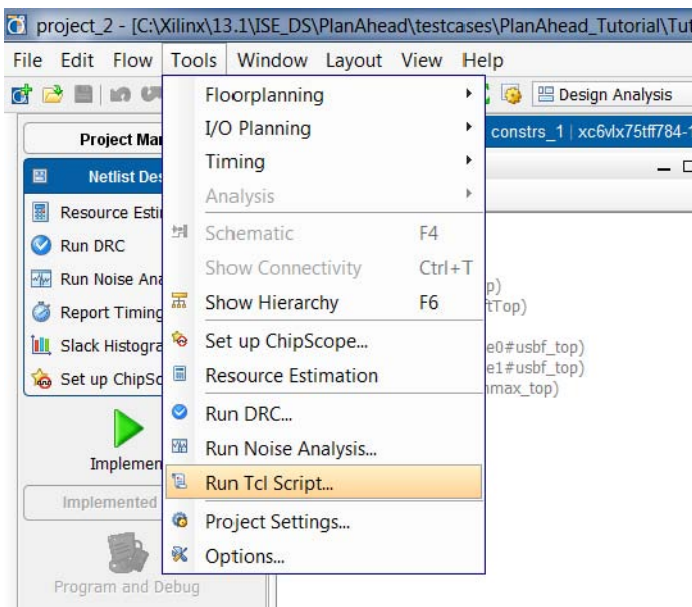 project_2 - [C:\Xilinx\13.1\ISE_DS\PlanAhead\testcases\PlanAhead_Tutorial\Tut
File Edit Flow Tools Window Layout View Help
Design Analysis
Floorplanning
I/O Planning
Timing
Analysis
Schematic F4
Show Connectivity Ctrl+T
Show Hierarchy F6
Set up ChipScope...
Resource Estimation
Run DRC...
Run Noise Analysis...
Run Tcl Script...
Project Settings...
Options...
Project Mar
Netlist Des
Resource Estin
Run DRC
Run Noise Ana
Report Timing
Slack Histogra
Set up ChipSc
Implemen
Implemented
Program and Debug
constrs_1 | xc6vlx75tff784-1
p)
tTop)
e0#usbf_top)
e1#usbf_top)
nmax_top)